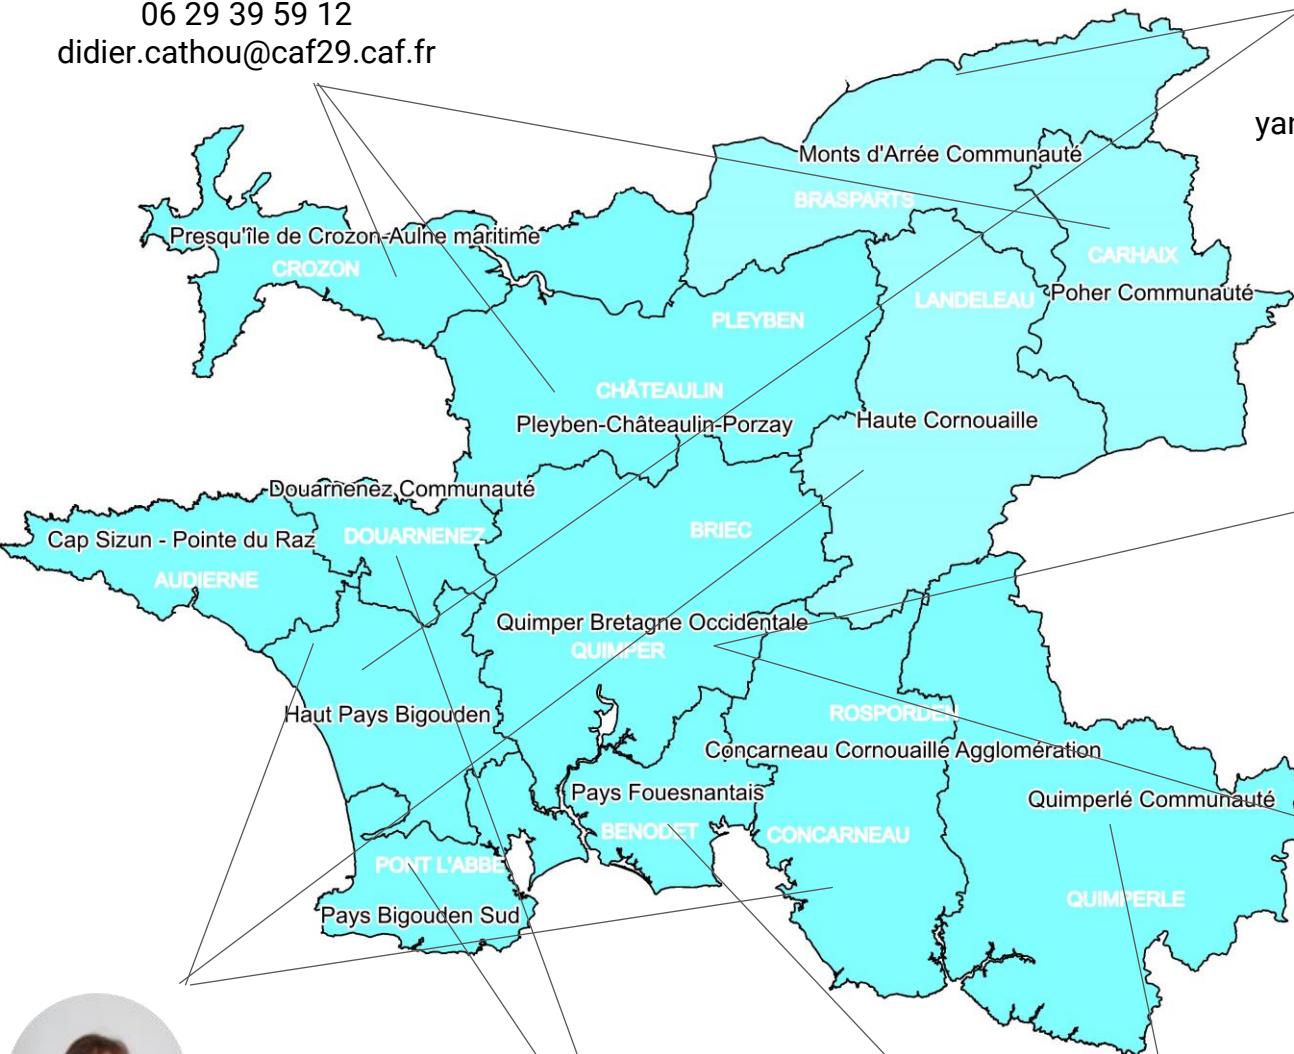 06 29 39 59 12
didier.cathou@caf29.caf.fr
Monts d'Arrée Communauté
BRASPARTS
Presqu'île de Crozon-Aulne maritime
CROZON
CARHAIX
Poher Communauté
LANDELEAU
PLEYBEN
CHÂTEAULIN
Pleyben-Châteaulin-Porzay
Haute Cornouaille
Douarnenez Communauté
DOUARNENEZ
Cap Sizun - Pointe du Raz
AUDIERNE
BRIEC
Quimper Bretagne Occidentale
QUIMPER
Haut Pays Bigouden
ROSPORDEN
Concarneau Cornouaille Agglomération
Pays Fouesnantais
BENODET
CONCARNEAU
Quimperlé Communauté
QUIMPERLE
PONT L'ABBE
Pays Bigouden Sud